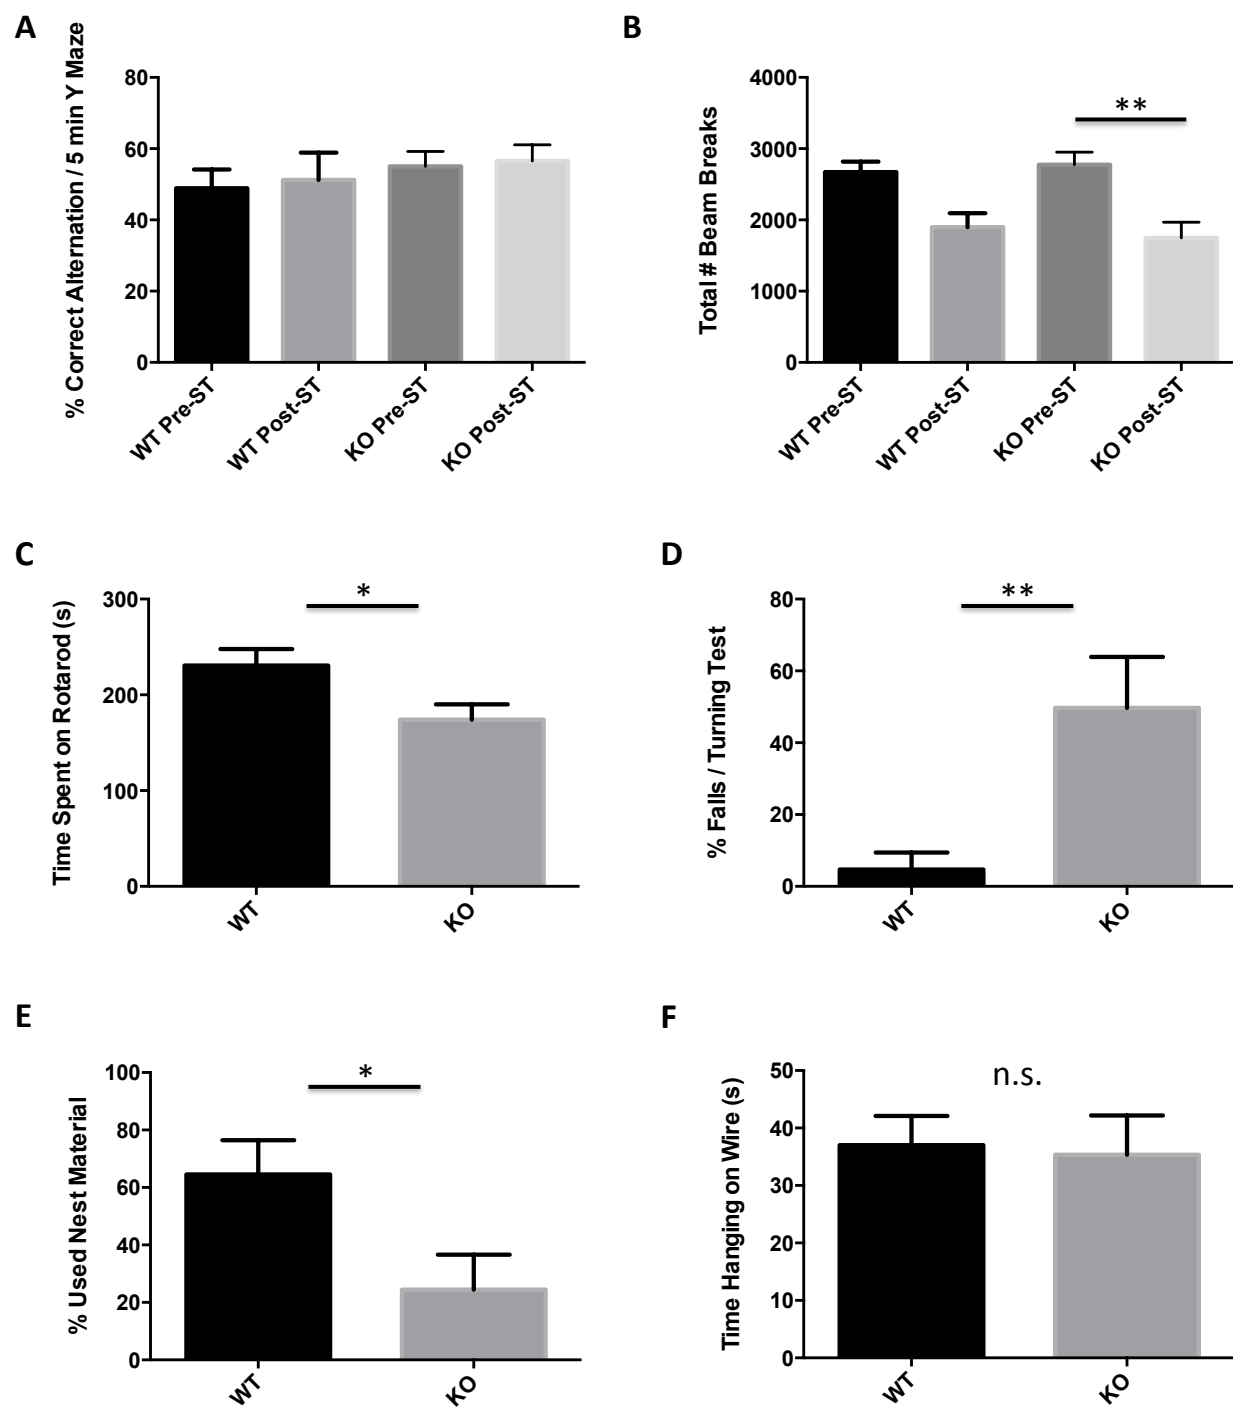 A
% Correct Alternation / 5 min Y Maze
80
60
40
20
0
WT Pre-ST
WT Post-ST
KO Pre-ST
KO Post-ST
B
Total # Beam Breaks
4000
3000
2000
1000
0
**
WT Pre-ST
WT Post-ST
KO Pre-ST
KO Post-ST
C
Time Spent on Rotarod (s)
300
200
100
0
*
WT
KO
D
% Falls / Turning Test
80
60
40
20
0
**
WT
KO
E
% Used Nest Material
100
80
60
40
20
0
*
WT
KO
F
Time Hanging on Wire (s)
50
40
30
20
10
0
n.s.
WT
KO